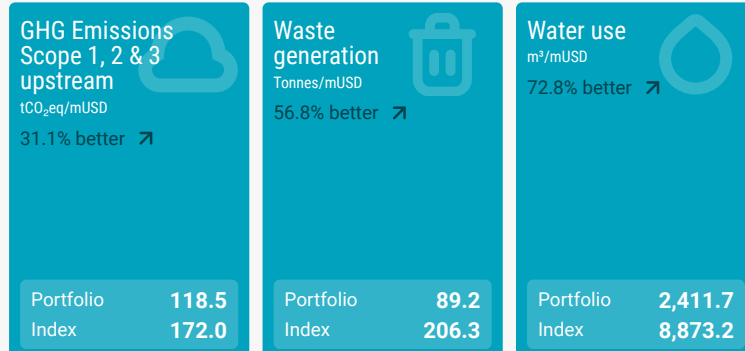 GHG Emissions
Scope 1, 2 & 3
upstream
tCO₂eq/mUSD
31.1% better
Portfolio 118.5
Index 172.0
Waste
generation
Tonnes/mUSD
56.8% better
Portfolio 89.2
Index 206.3
Water use
m³/mUSD
72.8% better
Portfolio 2,411.7
Index 8,873.2